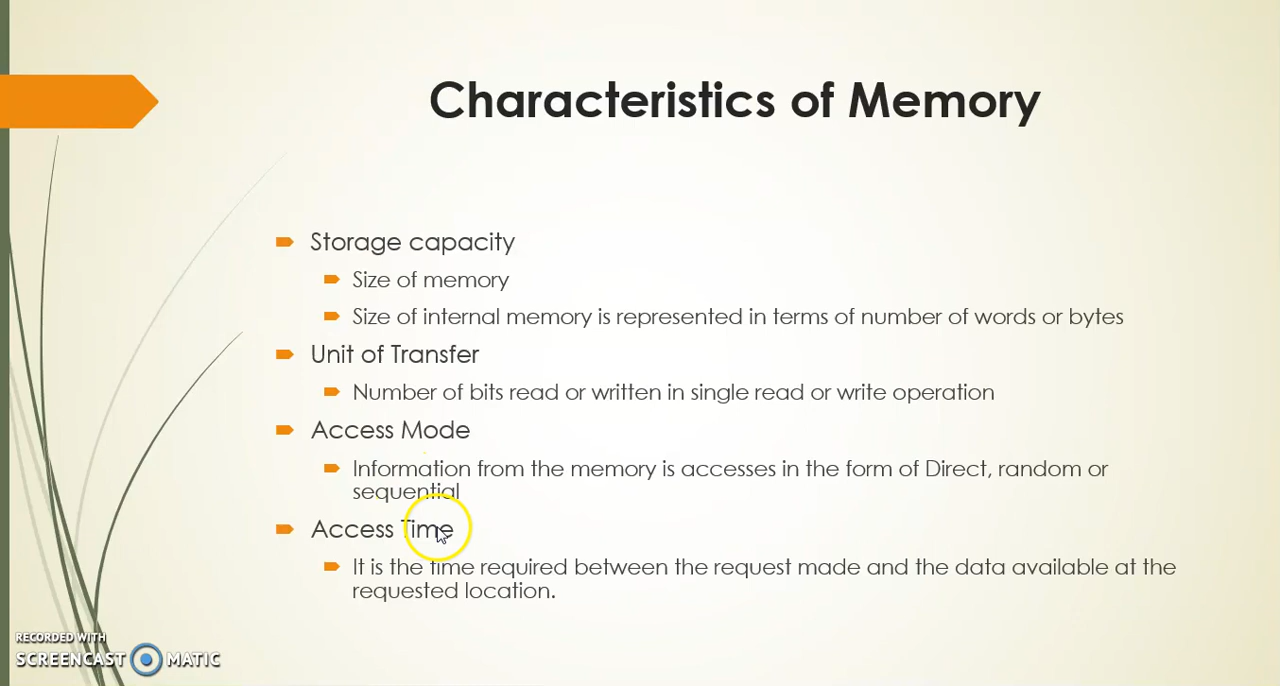 Characteristics of Memory
Storage capacity
Size of memory
Size of internal memory is represented in terms of number of words or bytes
Unit of Transfer
Number of bits read or written in single read or write operation
Access Mode
Information from the memory is accesses in the form of Direct, random or
sequential
Access Time
It is the time required between the request made and the data available at the
requested location.
RECORDED WITH
SCREENCAST MATIC